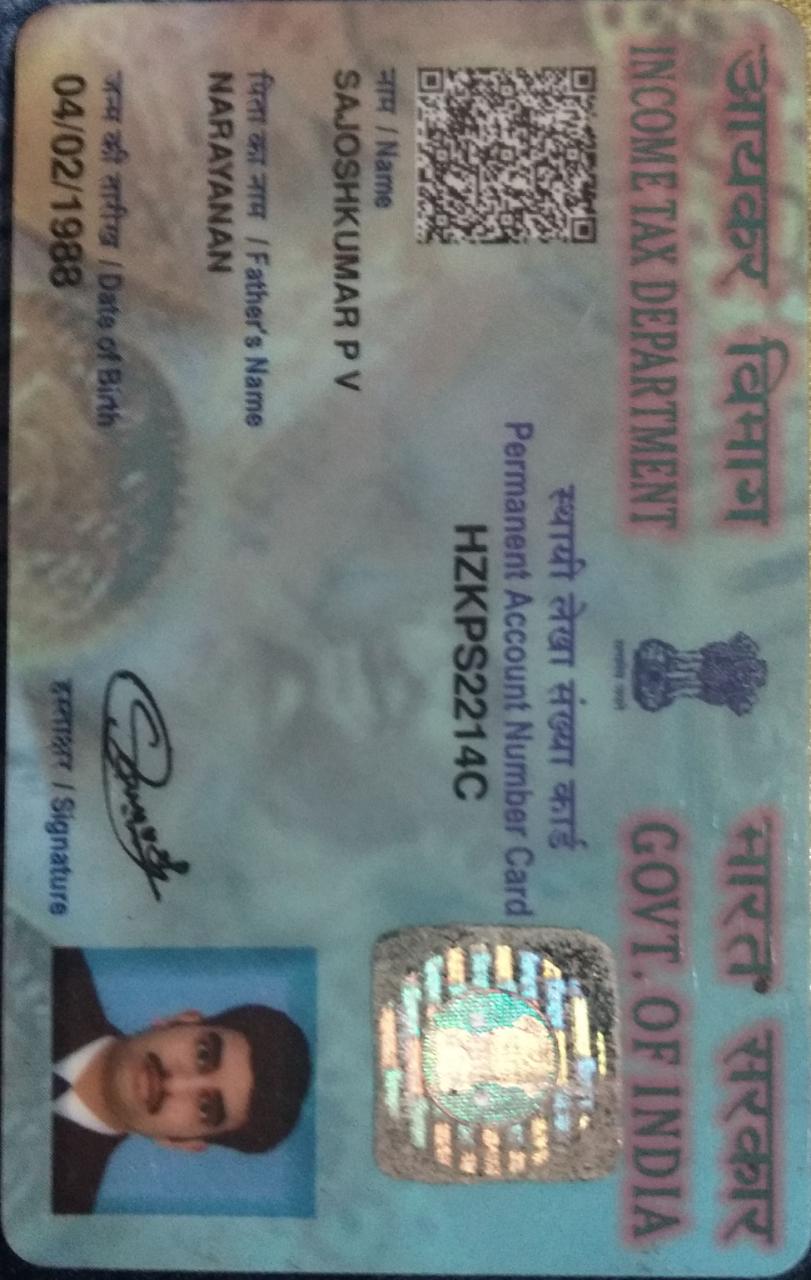 आयकर विभाग
भारत सरकार
INCOME TAX DEPARTMENT
GOVT. OF INDIA
सत्यमेव जयते
स्थायी लेखा संख्या कार्ड
Permanent Account Number Card
HZKPS2214C
नाम / Name
SAJOSHKUMAR P V
पिता का नाम / Father's Name
NARAYANAN
जन्म की तारीख / Date of Birth
04/02/1988
हस्ताक्षर / Signature